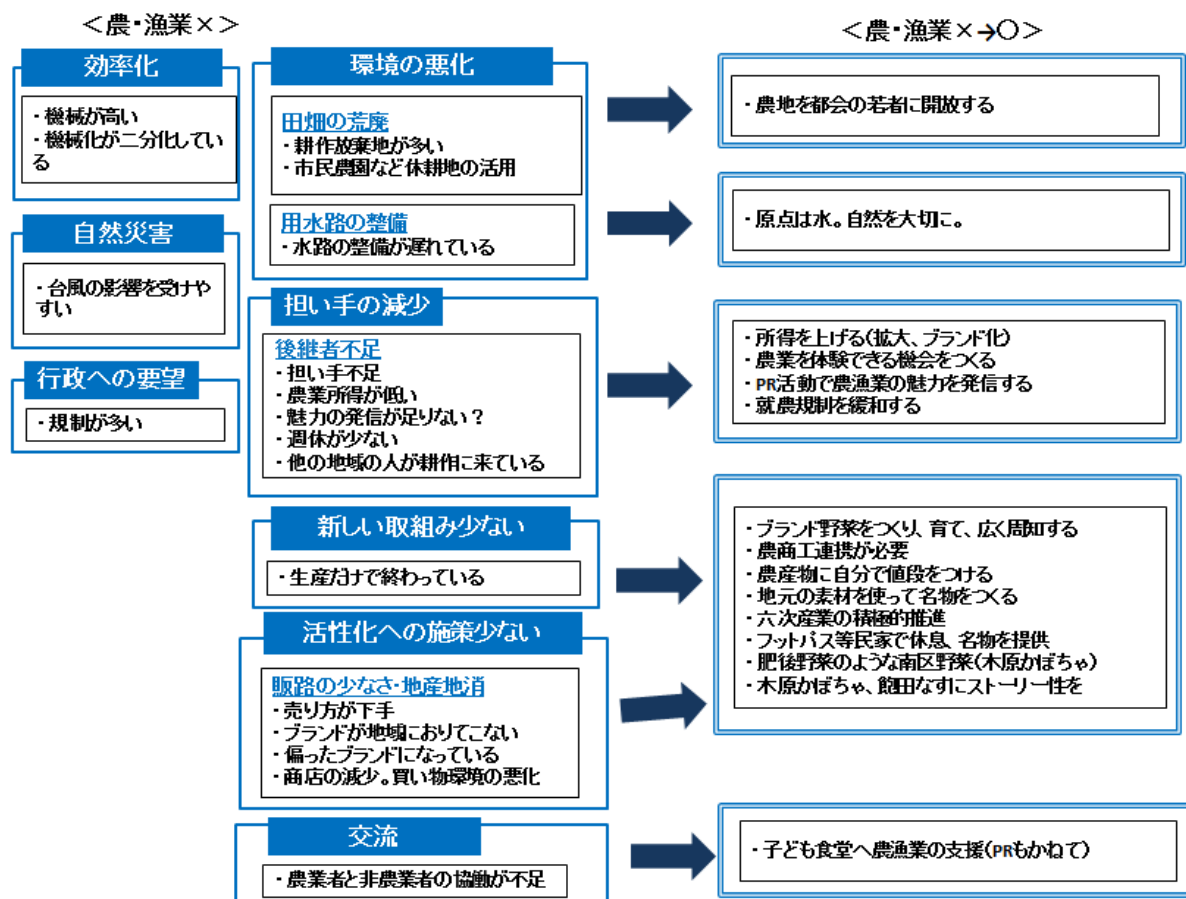 <農・漁業×>
<農・漁業×→○>
効率化
・機械が高い
・機械化が二分化してい
る
自然災害
・台風の影響を受けや
すい
行政への要望
・規制が多い
環境の悪化
田畑の荒廃
・耕作放棄地が多い
・市民農園など休耕地の活用
用水路の整備
・水路の整備が遅れている
担い手の減少
後継者不足
・担い手不足
・農業所得が低い
・魅力の発信が足りない?
・週休が少ない
・他の地域の人が耕作に来ている
新しい取組み少ない
・生産だけで終わっている
活性化への施策少ない
販路の少なさ・地産地消
・売り方が下手
・ブランドが地域におりてこない
・偏ったブランドになっている
・商店の減少。買い物環境の悪化
交流
・農業者と非農業者の協働が不足
・農地を都会の若者に開放する
・原点は水。自然を大切に。
・所得を上げる(拡大、ブランド化)
・農業を体験できる機会をつくる
・PR活動で農漁業の魅力を発信する
・就農規制を緩和する
・ブランド野菜をつくり、育て、広く周知する
・農商工連携が必要
・農産物に自分で値段をつける
・地元の素材を使って名物をつくる
・六次産業の積極的推進
・フットパス等民家で休息、名物を提供
・肥後野菜のような南区野菜(木原かぼちゃ)
・木原かぼちゃ、飽田なすにストーリー性を
・子ども食堂へ農漁業の支援(PRもかねて)